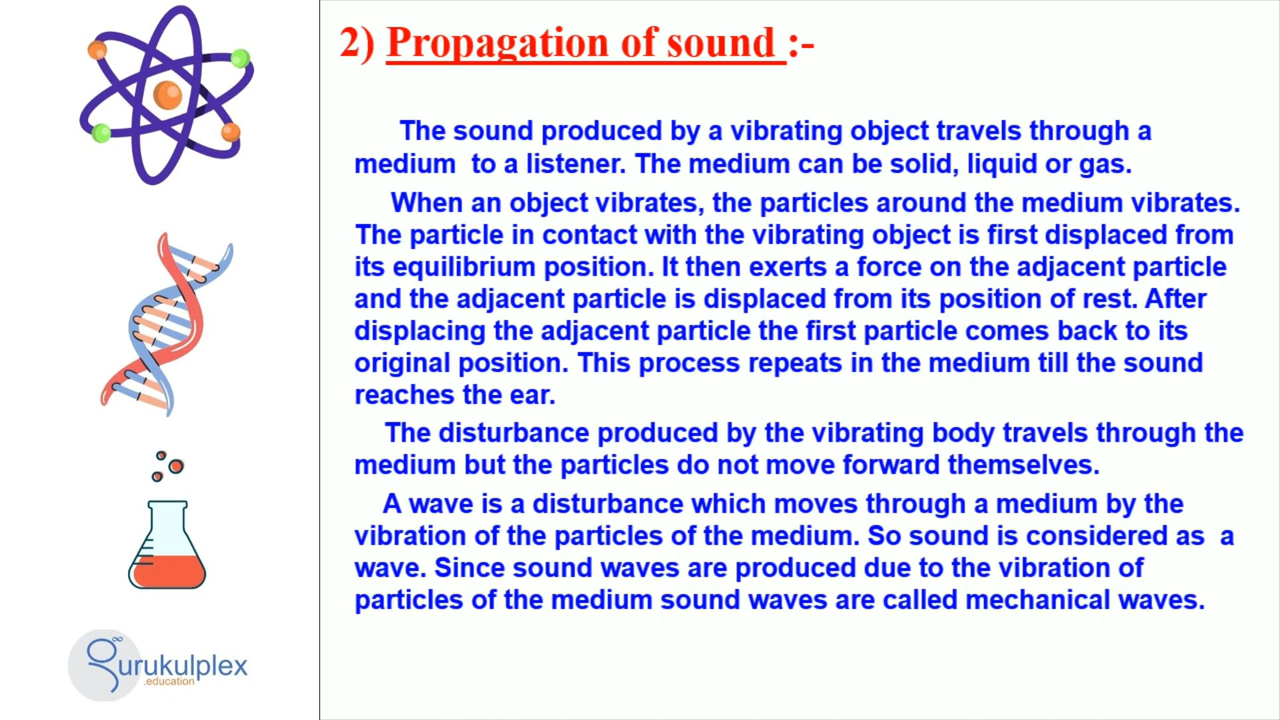 2) Propagation of sound :-
The sound produced by a vibrating object travels through a
medium to a listener. The medium can be solid, liquid or gas.
When an object vibrates, the particles around the medium vibrates.
The particle in contact with the vibrating object is first displaced from
its equilibrium position. It then exerts a force on the adjacent particle
and the adjacent particle is displaced from its position of rest. After
displacing the adjacent particle the first particle comes back to its
original position. This process repeats in the medium till the sound
reaches the ear.
The disturbance produced by the vibrating body travels through the
medium but the particles do not move forward themselves.
A wave is a disturbance which moves through a medium by the
vibration of the particles of the medium. So sound is considered as a
wave. Since sound waves are produced due to the vibration of
particles of the medium sound waves are called mechanical waves.
gurukulplex
.education